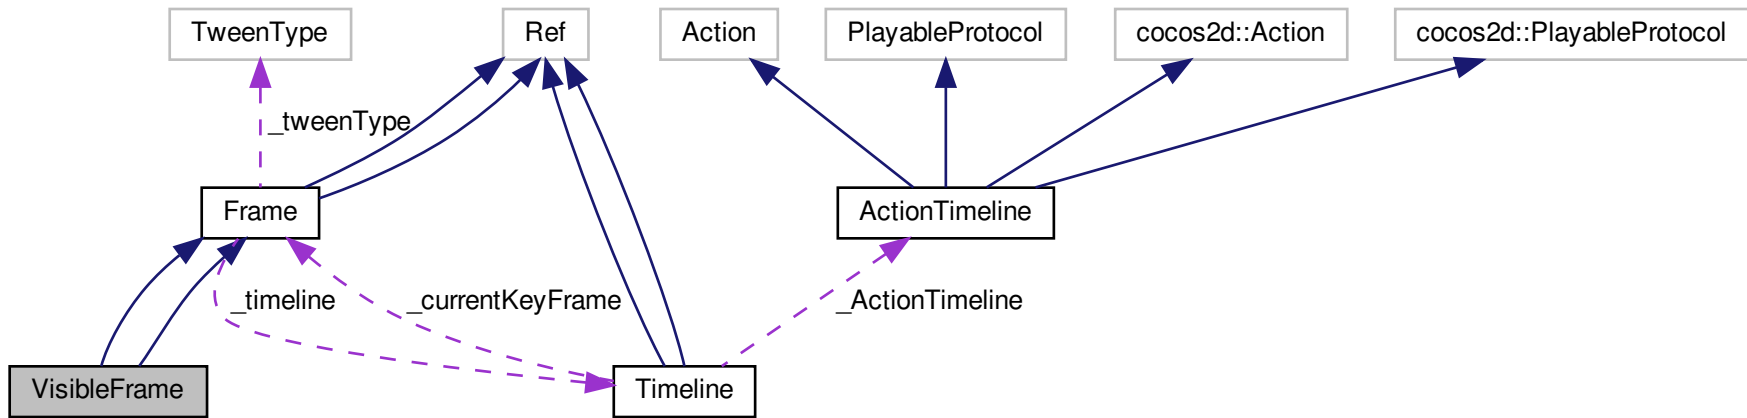 TweenType
Ref
Action
PlayableProtocol
cocos2d::Action
cocos2d::PlayableProtocol
_tweenType
Frame
ActionTimeline
_timeline
_currentKeyFrame
_ActionTimeline
VisibleFrame
Timeline